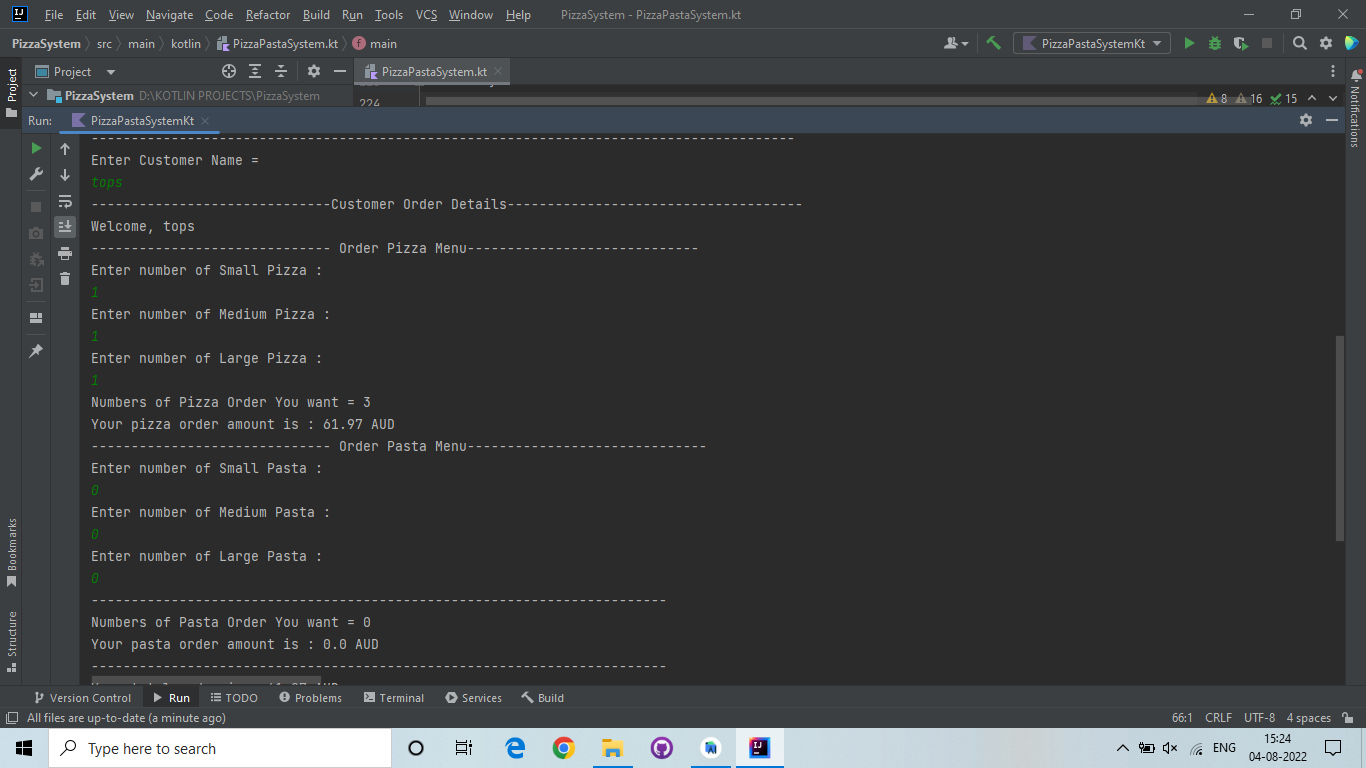 File Edit View Navigate Code Refactor Build Run Tools VCS Window Help PizzaSystem - PizzaPastaSystem.kt
PizzaSystem src main kotlin PizzaPastaSystem.kt main PizzaPastaSystemKt
Project Project PizzaPastaSystem.kt
PizzaSystem D:\KOTLIN PROJECTS\PizzaSystem 224 8 16 15
Notifications
Run: PizzaPastaSystemKt
----------------------------------------------------------------------------------------
Enter Customer Name =
tops
------------------------------Customer Order Details-------------------------------------
Welcome, tops
------------------------------ Order Pizza Menu-----------------------------
Enter number of Small Pizza :
1
Enter number of Medium Pizza :
1
Enter number of Large Pizza :
1
Numbers of Pizza Order You want = 3
Your pizza order amount is : 61.97 AUD
------------------------------ Order Pasta Menu------------------------------
Enter number of Small Pasta :
0
Enter number of Medium Pasta :
0
Enter number of Large Pasta :
0
------------------------------------------------------------------------
Numbers of Pasta Order You want = 0
Your pasta order amount is : 0.0 AUD
------------------------------------------------------------------------
Bookmarks
Structure
Version Control Run TODO Problems Terminal Services Build
All files are up-to-date (a minute ago) 66:1 CRLF UTF-8 4 spaces
Type here to search ENG 15:24
04-08-2022